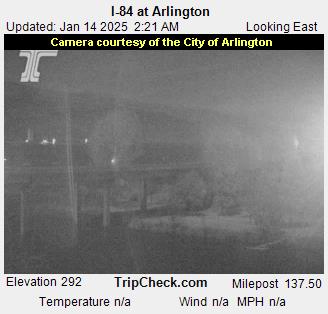 I-84 at Arlington
Updated: Jan 14 2025 2:21 AM Looking East
Camera courtesy of the City of Arlington
Elevation 292 TripCheck.com Milepost 137.50
Temperature n/a Wind n/a MPH n/a